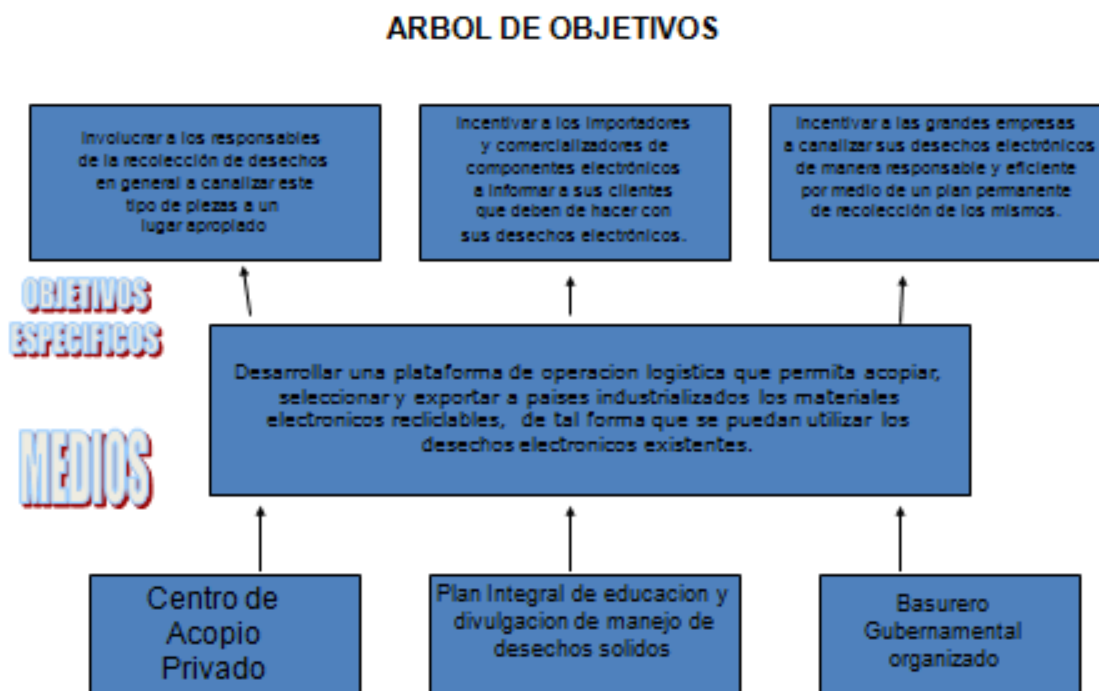 ARBOL DE OBJETIVOS
Involucrar a los responsables
de la recolección de desechos
en general a canalizar este
tipo de piezas a un
lugar apropiado
Incentivar a los importadores
y comercializadores de
componentes electrónicos
a informar a sus clientes
que deben de hacer con
sus desechos electrónicos.
Incentivar a las grandes empresas
a canalizar sus desechos electrónicos
de manera responsable y eficiente
por medio de un plan permanente
de recolección de los mismos.
OBJETIVOS
ESPECIFICOS
Desarrollar una plataforma de operacion logistica que permita acopiar,
seleccionar y exportar a paises industrializados los materiales
electronicos recliclables, de tal forma que se puedan utilizar los
desechos electronicos existentes.
MEDIOS
Centro de
Acopio
Privado
Plan Integral de educacion y
divulgacion de manejo de
desechos solidos
Basurero
Gubernamental
organizado